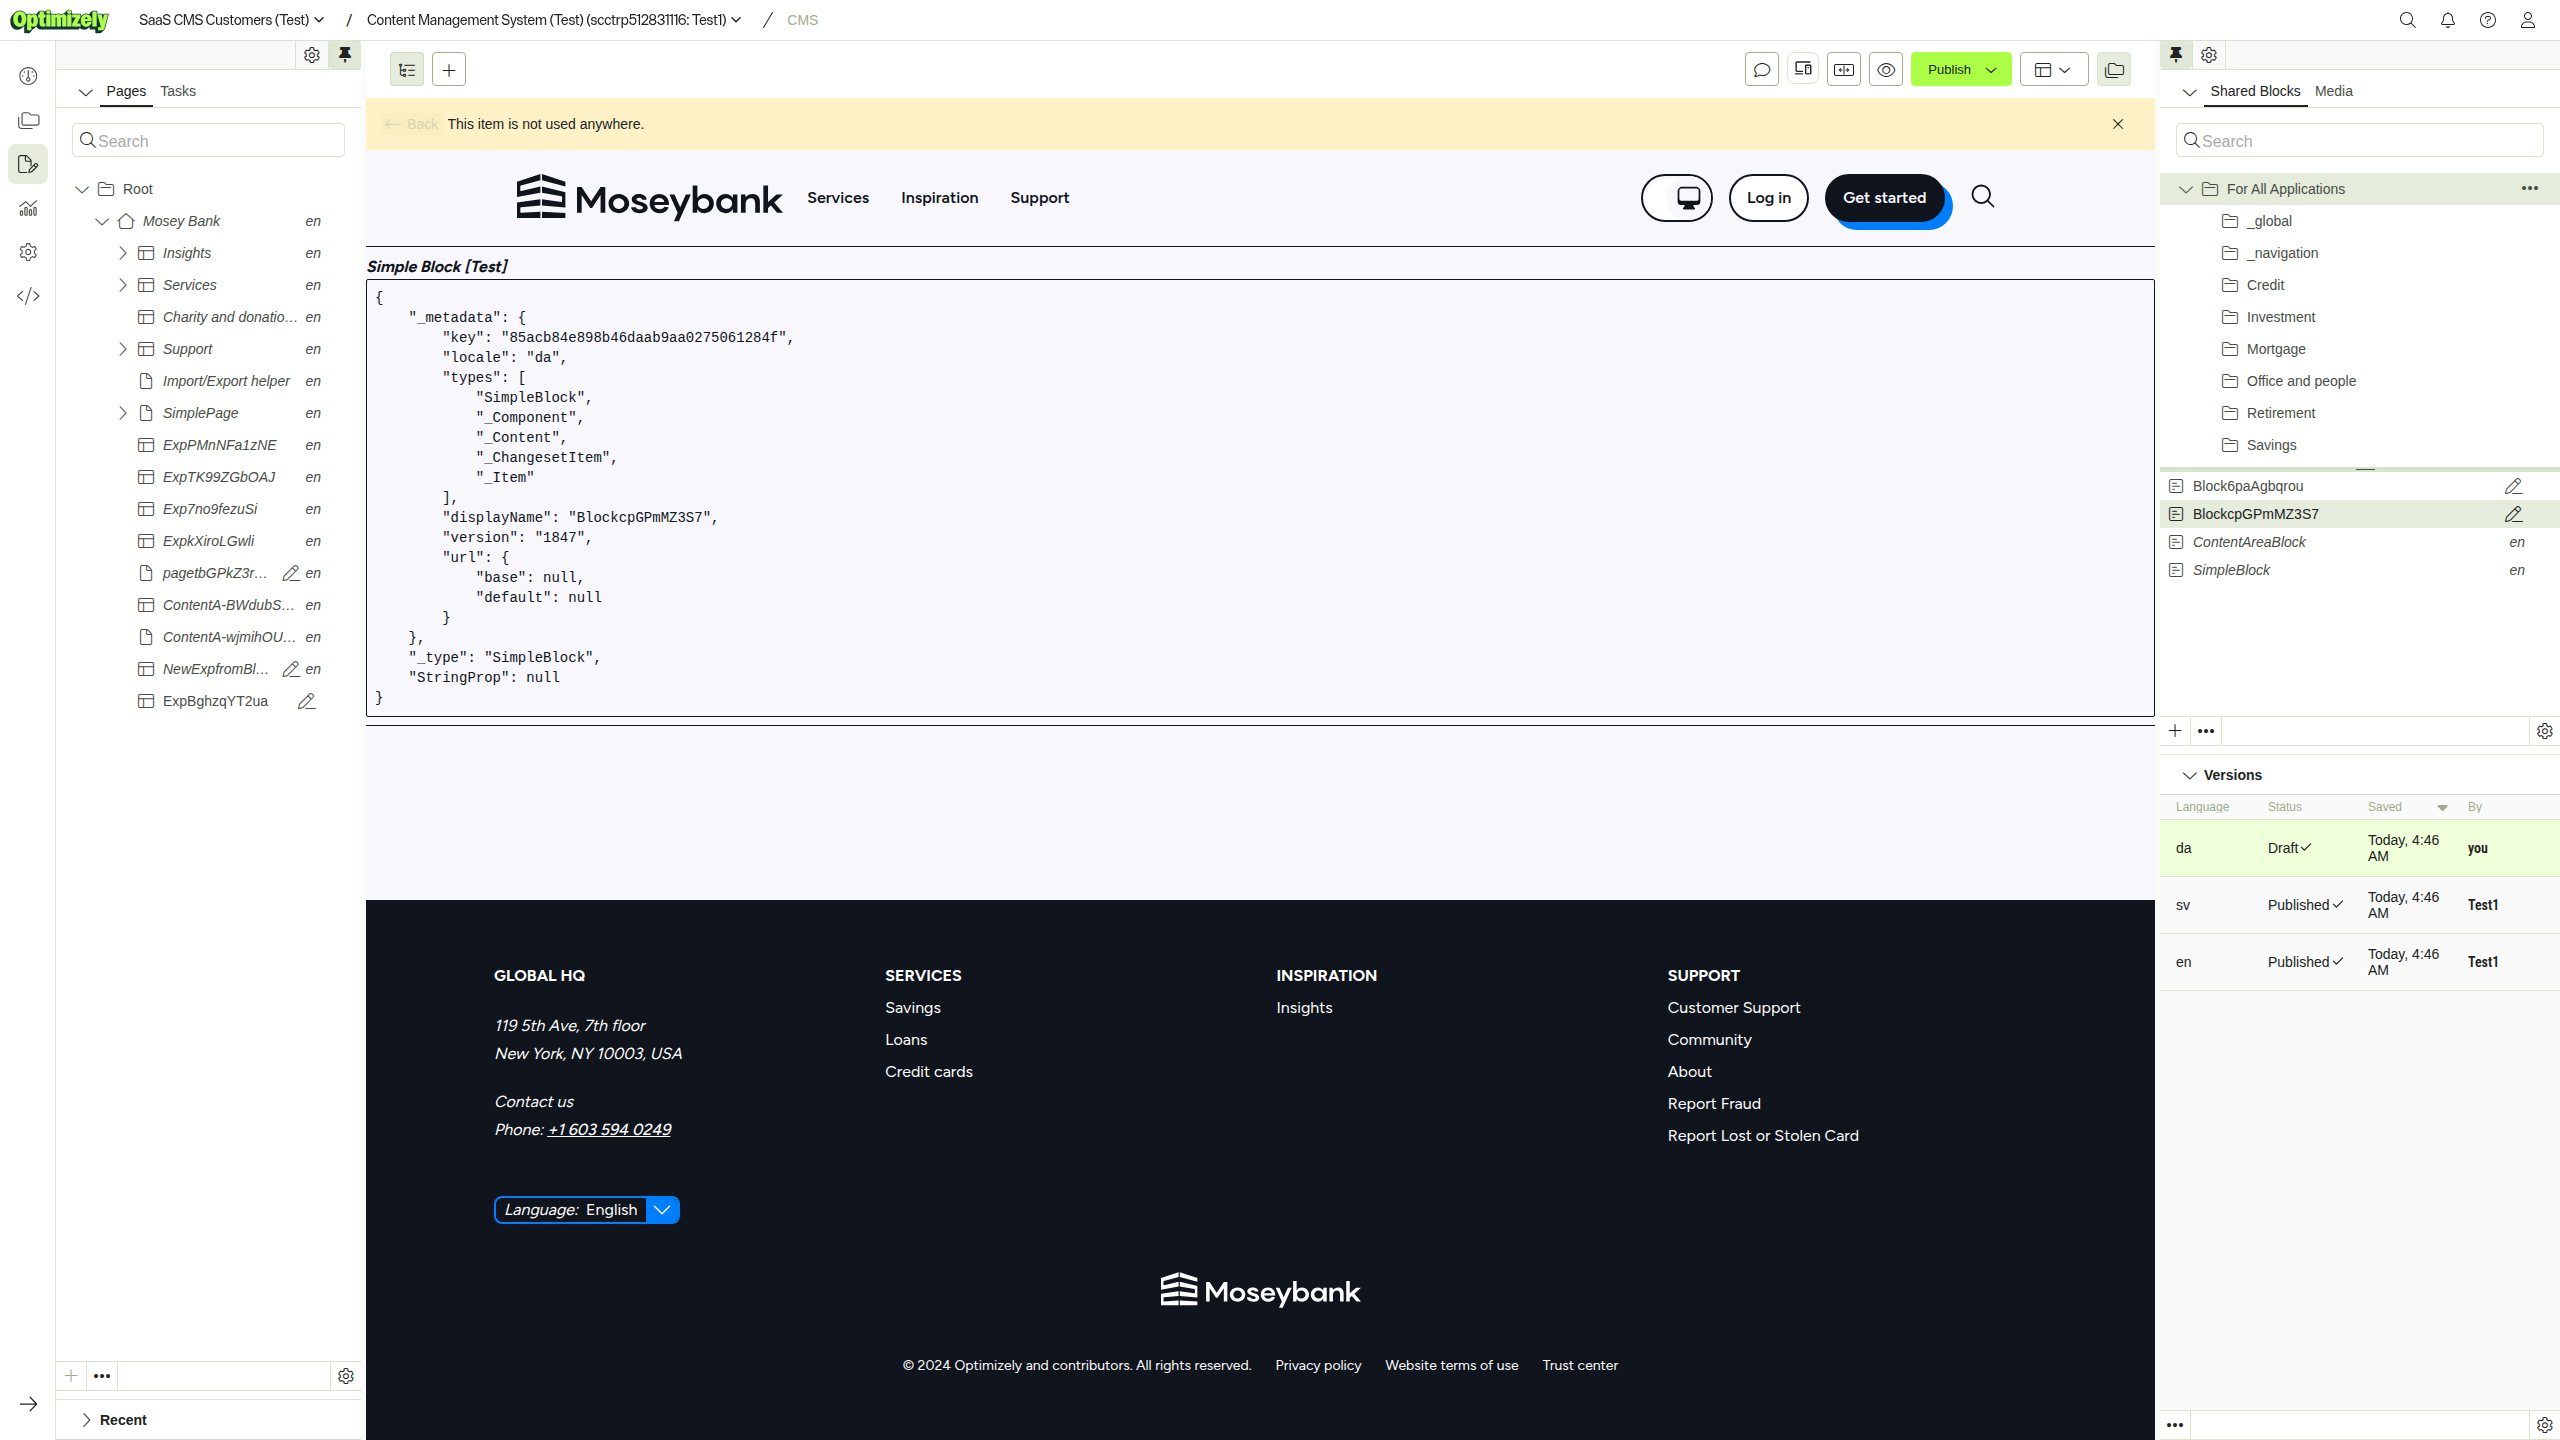 Optimizely
SaaS CMS Customers (Test) / Content Management System (Test) (scctrp512831116: Test1) / CMS
Pages Tasks
Search
Root
Mosey Bank en
Insights en
Services en
Charity and donatio... en
Support en
Import/Export helper en
SimplePage en
ExpPMnNFa1zNE en
ExpTK99ZGbOAJ en
Exp7no9fezuSi en
ExpkXiroLGwli en
pagetbGPkZ3r... en
ContentA-BWdubS... en
ContentA-wjmihOU... en
NewExpfromBl... en
ExpBghzqYT2ua
Recent
Publish
Back This item is not used anywhere.
Moseybank Services Inspiration Support Log in Get started
Simple Block [Test]
{
"_metadata": {
"key": "85acb84e898b46daab9aa0275061284f",
"locale": "da",
"types": [
"SimpleBlock",
"_Component",
"_Content",
"_ChangesetItem",
"_Item"
],
"displayName": "BlockcpGPmMZ3S7",
"version": "1847",
"url": {
"base": null,
"default": null
}
},
"_type": "SimpleBlock",
"StringProp": null
}
GLOBAL HQ
119 5th Ave, 7th floor
New York, NY 10003, USA
Contact us
Phone: +1 603 594 0249
Language: English
SERVICES
Savings
Loans
Credit cards
INSPIRATION
Insights
SUPPORT
Customer Support
Community
About
Report Fraud
Report Lost or Stolen Card
Moseybank
© 2024 Optimizely and contributors. All rights reserved. Privacy policy Website terms of use Trust center
Shared Blocks Media
Search
For All Applications
_global
_navigation
Credit
Investment
Mortgage
Office and people
Retirement
Savings
Block6paAgbqrou
BlockcpGPmMZ3S7
ContentAreaBlock en
SimpleBlock en
Versions
Language Status Saved By
da Draft Today, 4:46 AM you
sv Published Today, 4:46 AM Test1
en Published Today, 4:46 AM Test1